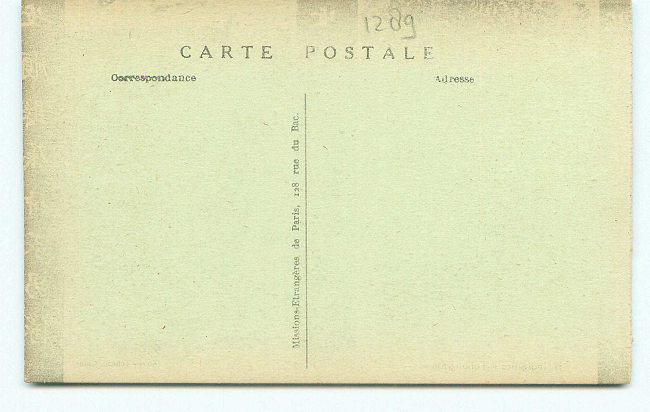 1289
CARTE POSTALE
Correspondance
Adresse
Missions-Etrangères de Paris, 128 rue du Bac.